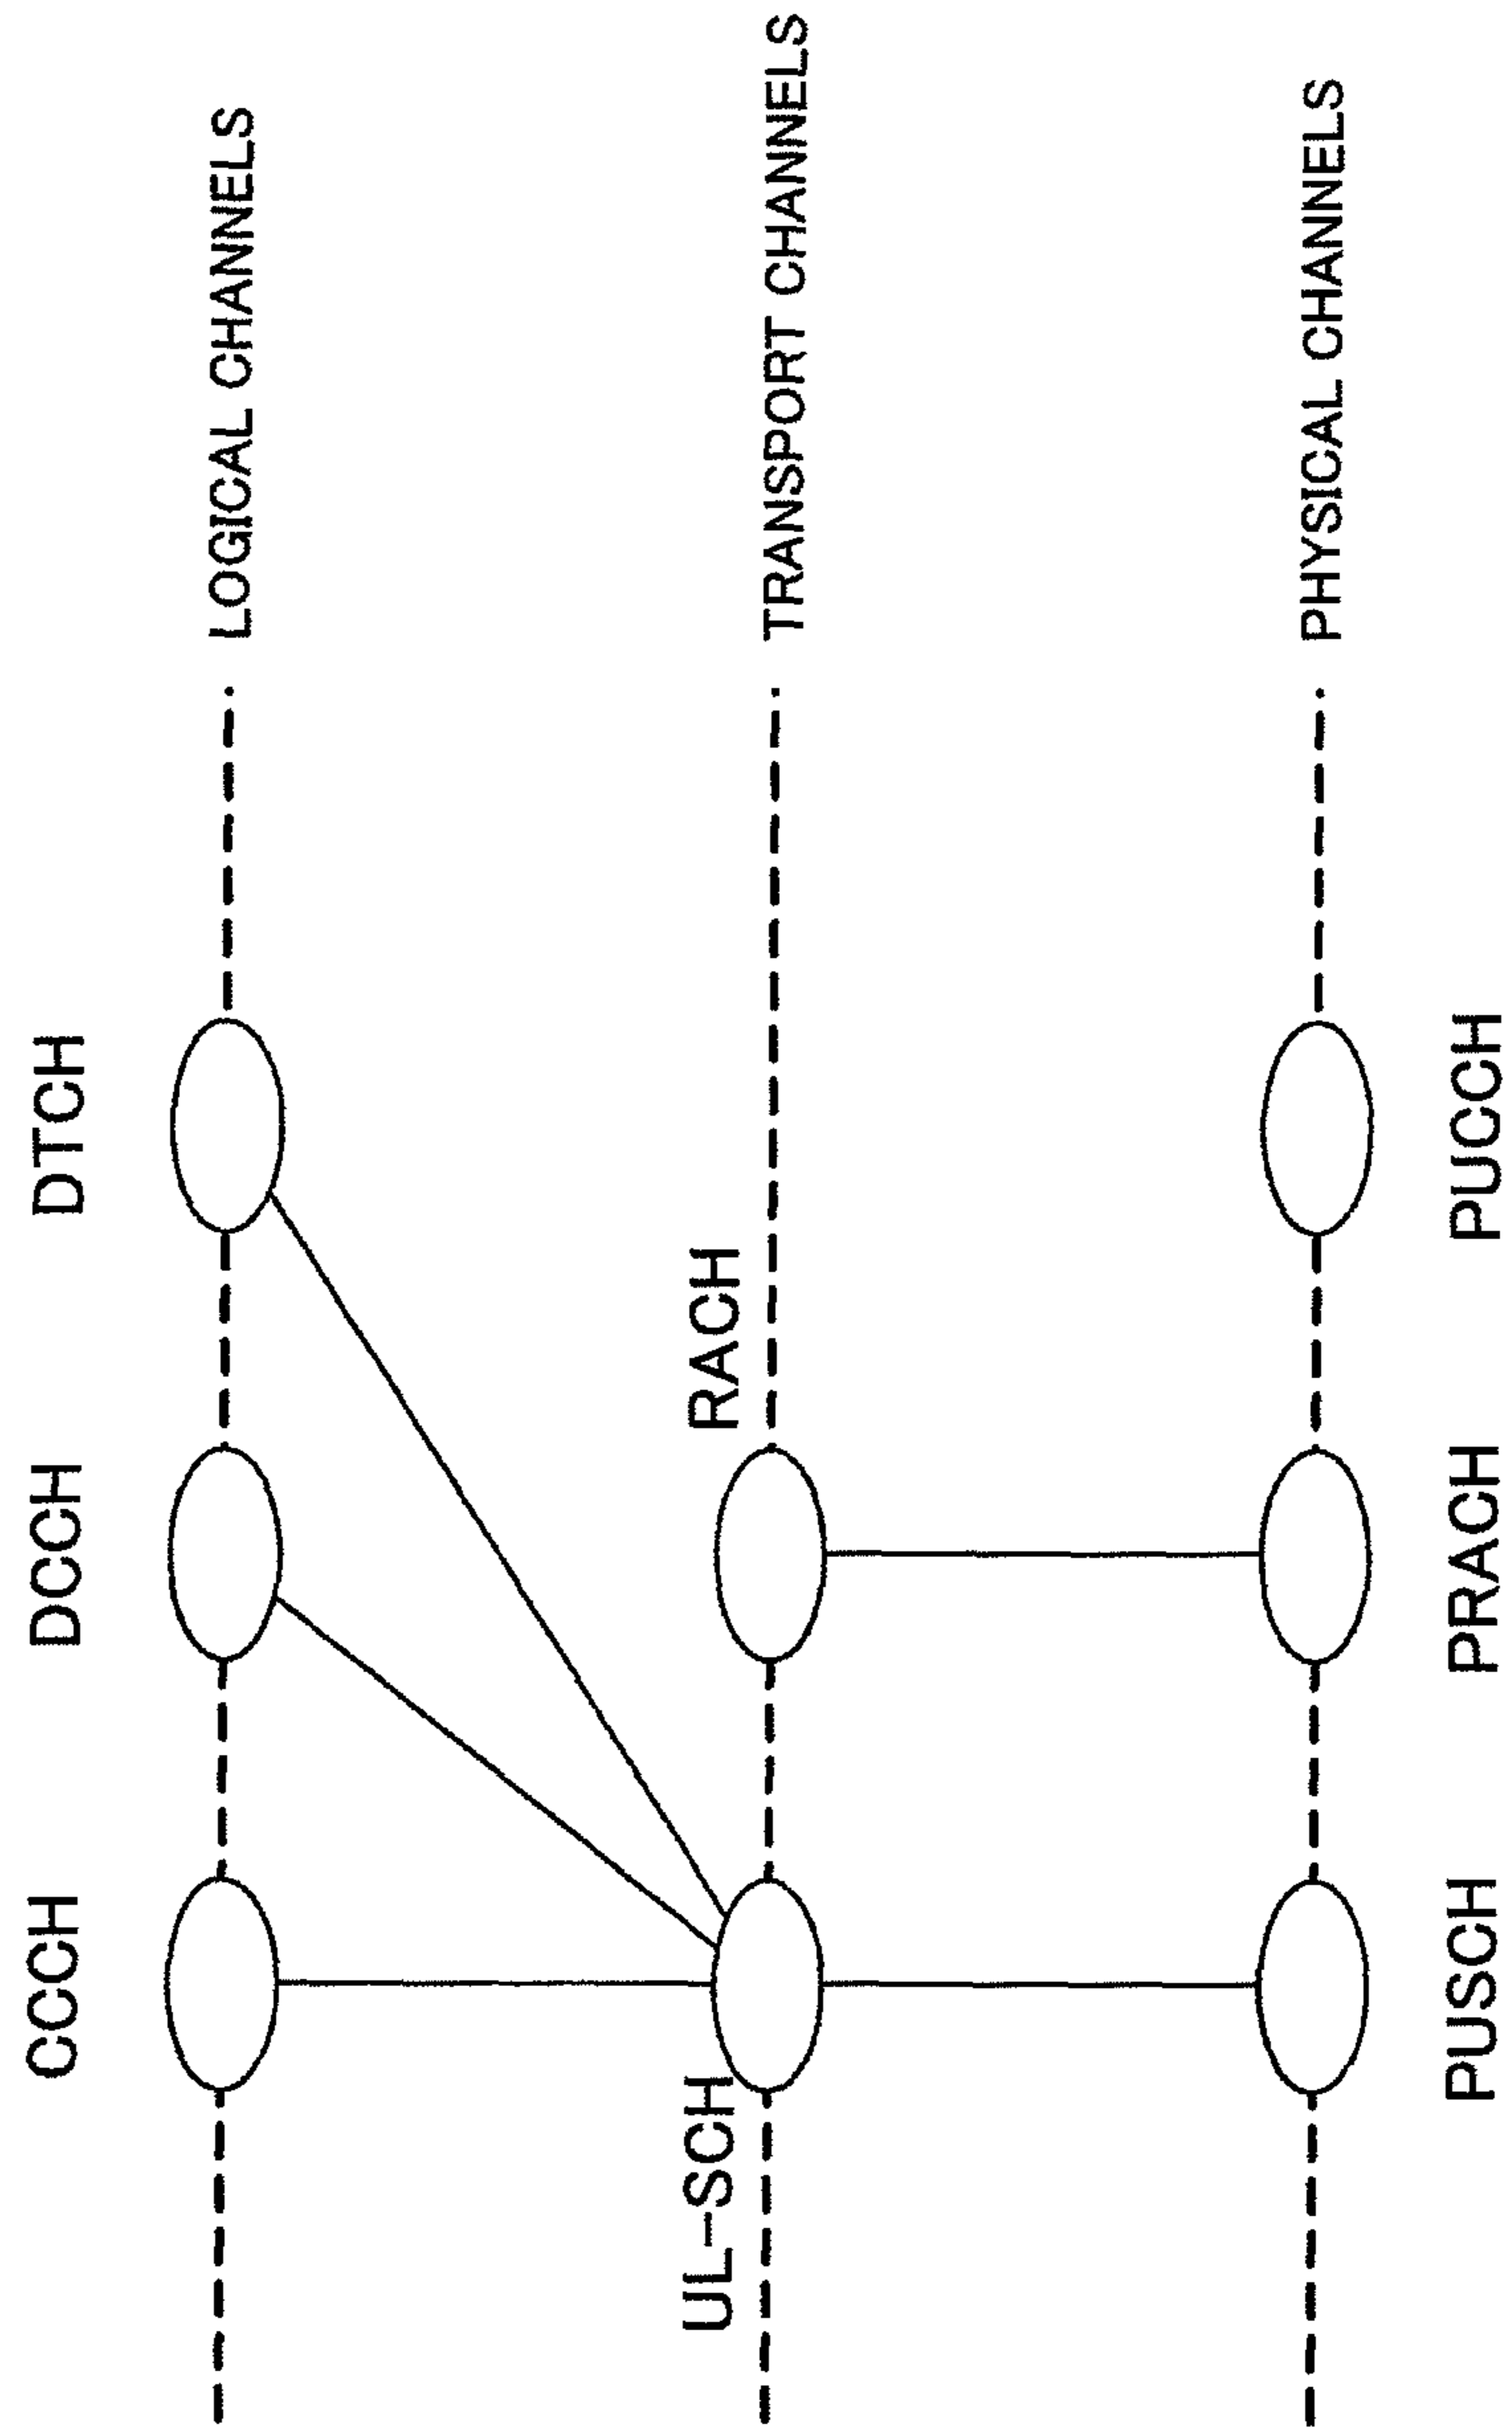 CCCH
DCCH
DTCH
LOGICAL CHANNELS
UL-SCH
RACH
TRANSPORT CHANNELS
PUSCH
PRACH
PUCCH
PHYSICAL CHANNELS